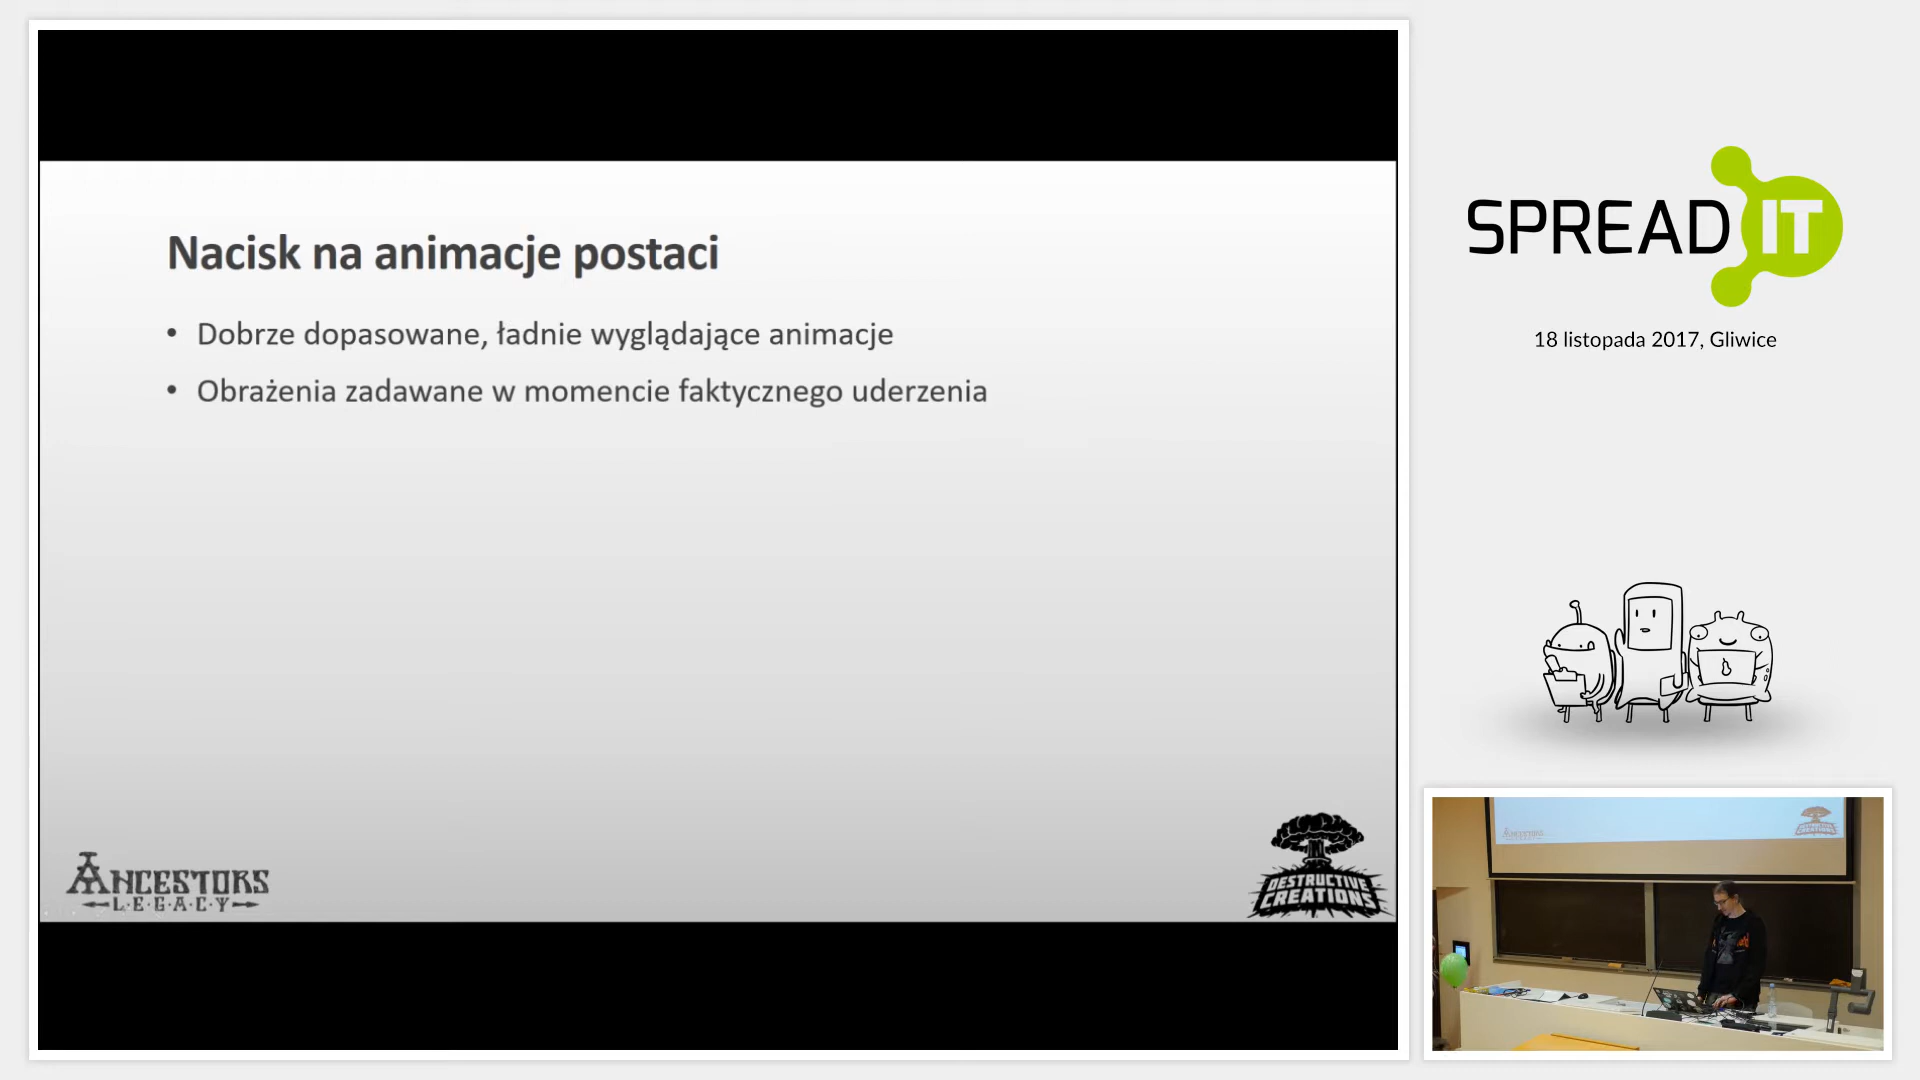 Nacisk na animacje postaci
• Dobrze dopasowane, ładnie wyglądające animacje
• Obrażenia zadawane w momencie faktycznego uderzenia
ANCESTORS
LEGACY
DESTRUCTIVE
CREATIONS
SPREAD IT
18 listopada 2017, Gliwice